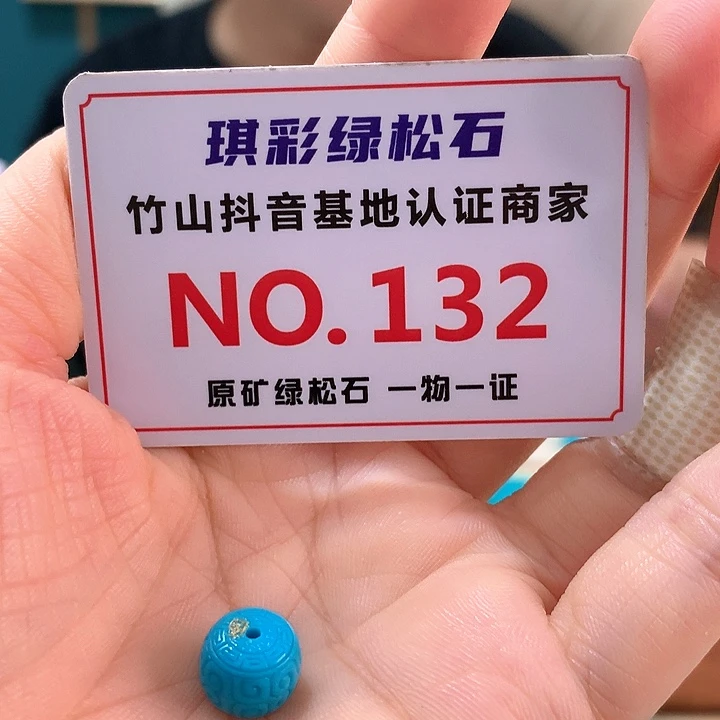 琪彩绿松石
竹山抖音基地认证商家
NO.132
原矿绿松石 一物一证